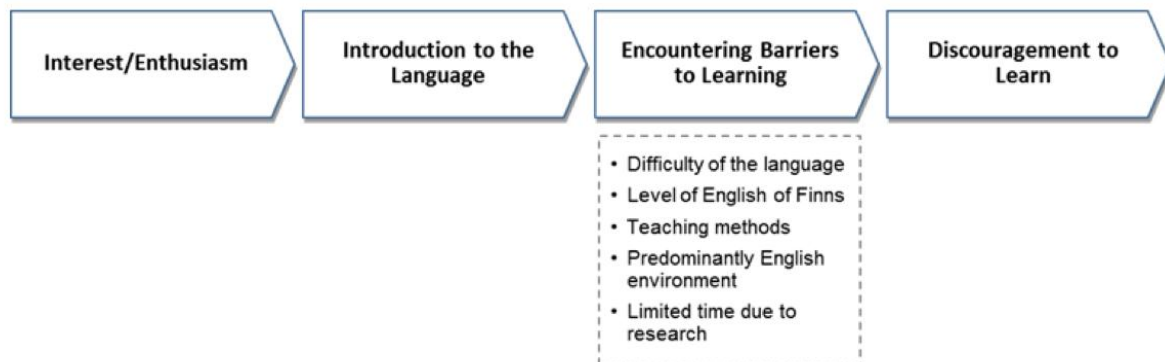 Interest/Enthusiasm
Introduction to the
Language
Encountering Barriers
to Learning
Discouragement to
Learn
• Difficulty of the language
• Level of English of Finns
• Teaching methods
• Predominantly English
environment
• Limited time due to
research